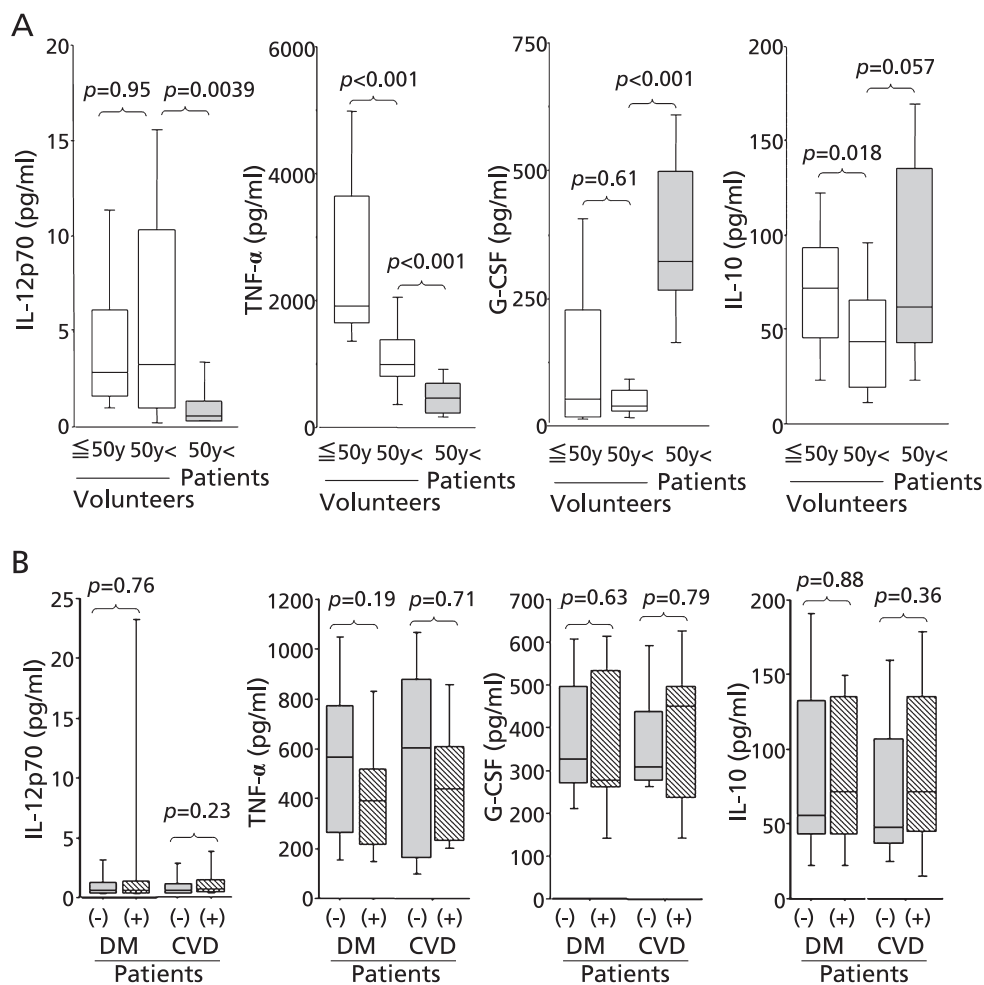 A
IL-12p70 (pg/ml)
20
15
10
5
0
p=0.95
p=0.0039
≦50y 50y< 50y<
Volunteers
Patients
TNF-α (pg/ml)
6000
4000
2000
0
p<0.001
p<0.001
≦50y 50y< 50y<
Volunteers
Patients
G-CSF (pg/ml)
750
500
250
0
p<0.001
p=0.61
≦50y 50y< 50y<
Volunteers
Patients
IL-10 (pg/ml)
200
150
100
50
0
p=0.057
p=0.018
≦50y 50y< 50y<
Volunteers
Patients
B
IL-12p70 (pg/ml)
25
20
15
10
5
0
p=0.76
p=0.23
(-) (+) (-) (+)
DM CVD
Patients
TNF-α (pg/ml)
1200
1000
800
600
400
200
0
p=0.19
p=0.71
(-) (+) (-) (+)
DM CVD
Patients
G-CSF (pg/ml)
700
600
500
400
300
200
100
0
p=0.63
p=0.79
(-) (+) (-) (+)
DM CVD
Patients
IL-10 (pg/ml)
200
150
100
50
0
p=0.88
p=0.36
(-) (+) (-) (+)
DM CVD
Patients